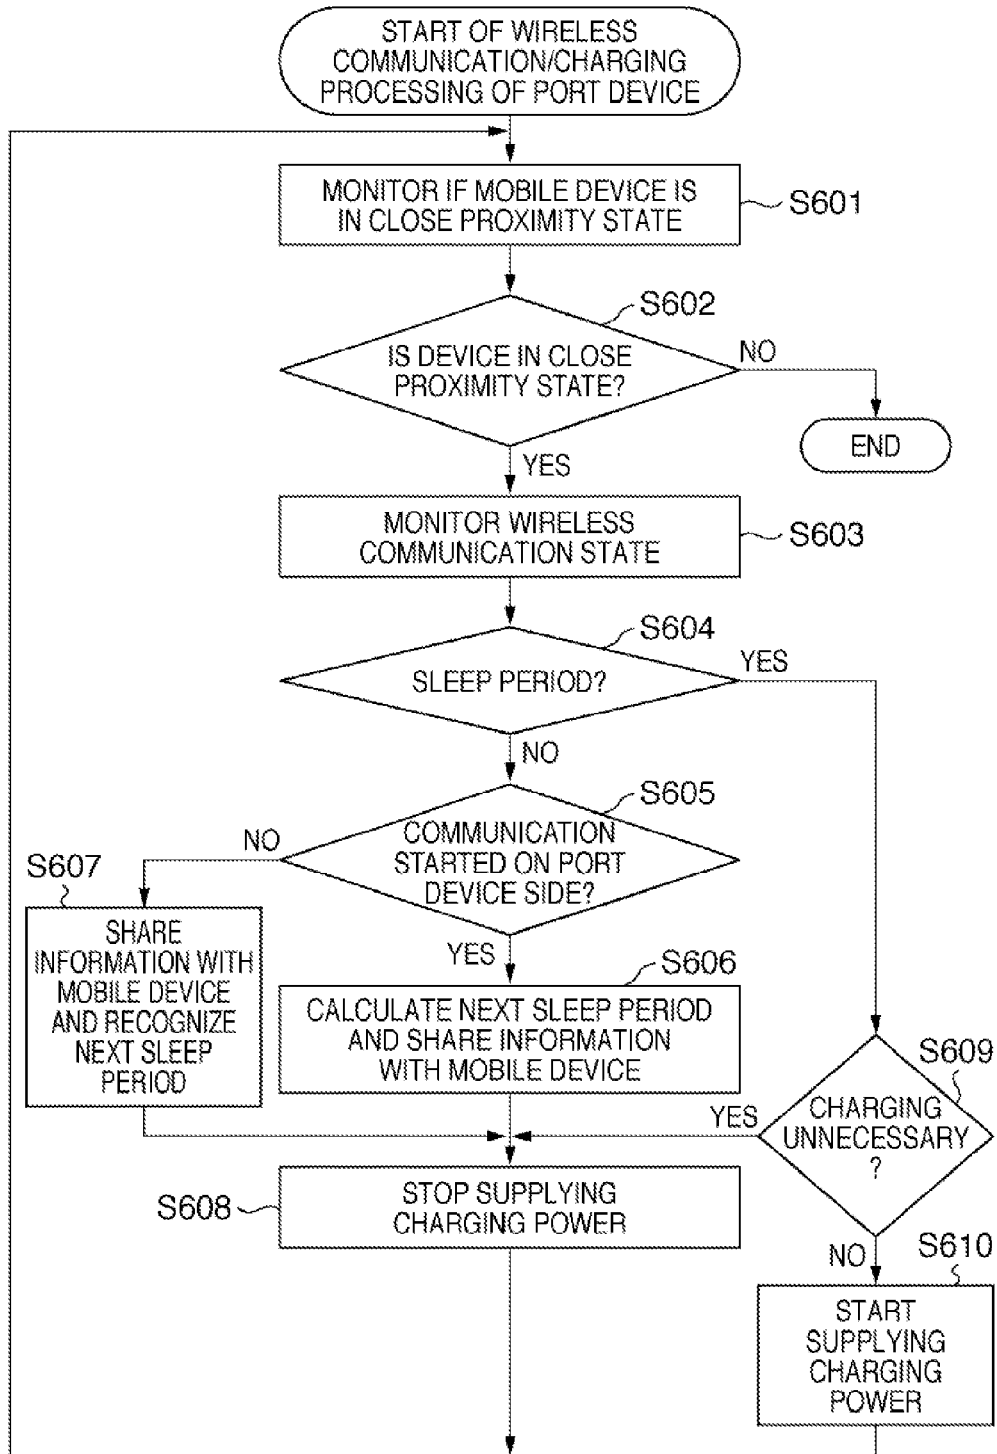 START OF WIRELESS
COMMUNICATION/CHARGING
PROCESSING OF PORT DEVICE
MONITOR IF MOBILE DEVICE IS
IN CLOSE PROXIMITY STATE
S601
S602
IS DEVICE IN CLOSE
PROXIMITY STATE?
NO
END
YES
MONITOR WIRELESS
COMMUNICATION STATE
S603
S604
SLEEP PERIOD?
YES
NO
S605
COMMUNICATION
STARTED ON PORT
DEVICE SIDE?
NO
S607
SHARE
INFORMATION WITH
MOBILE DEVICE
AND RECOGNIZE
NEXT SLEEP
PERIOD
YES
S606
CALCULATE NEXT SLEEP PERIOD
AND SHARE INFORMATION
WITH MOBILE DEVICE
S609
CHARGING
UNNECESSARY
?
YES
S608
STOP SUPPLYING
CHARGING POWER
NO
S610
START
SUPPLYING
CHARGING
POWER